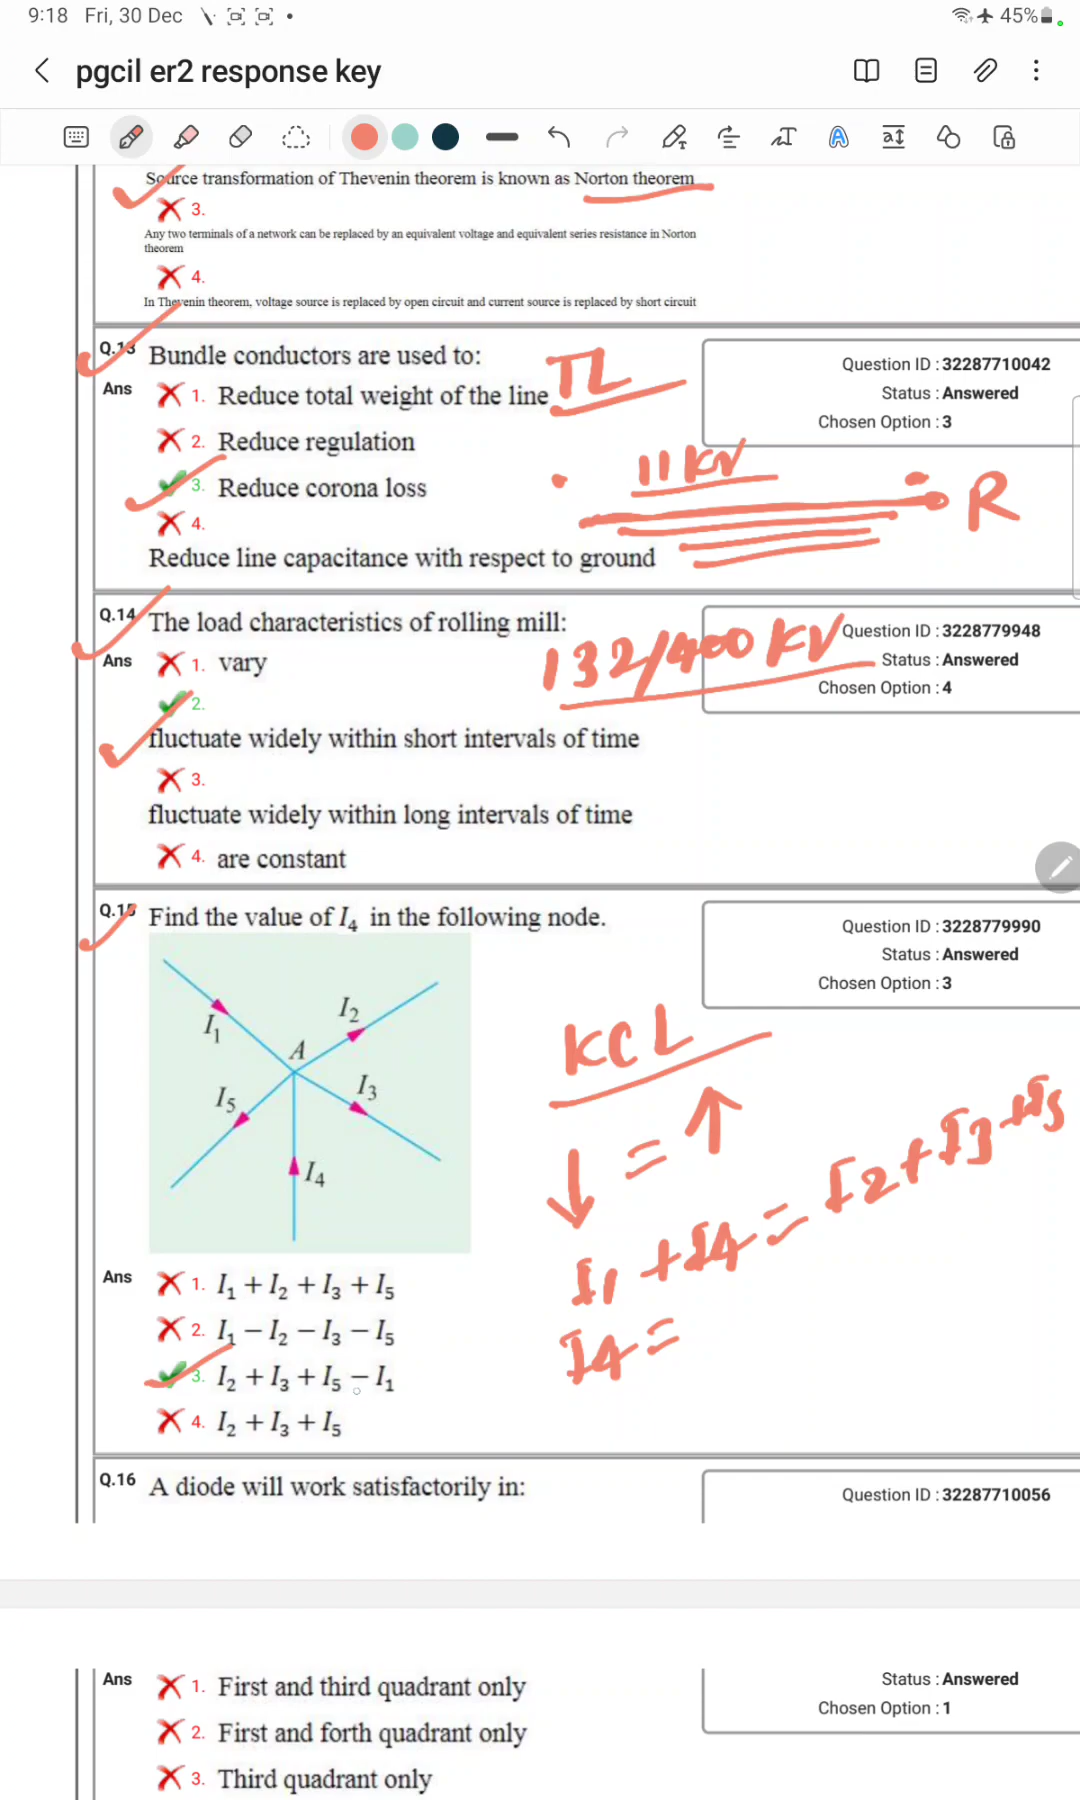 9:18 Fri, 30 Dec
45%
pgcil er2 response key
Source transformation of Thevenin theorem is known as Norton theorem
3.
Any two terminals of a network can be replaced by an equivalent voltage and equivalent series resistance in Norton
theorem
4.
In Thevenin theorem, voltage source is replaced by open circuit and current source is replaced by short circuit
Q.13 Bundle conductors are used to:
Question ID : 32287710042
Status : Answered
Chosen Option : 3
Ans 1. Reduce total weight of the line
TL
2. Reduce regulation
3. Reduce corona loss
11 KV
R
4.
Reduce line capacitance with respect to ground
Q.14 The load characteristics of rolling mill:
Question ID : 3228779948
Status : Answered
Chosen Option : 4
132/400 KV
Ans 1. vary
2.
fluctuate widely within short intervals of time
3.
fluctuate widely within long intervals of time
4. are constant
Q.15 Find the value of I4 in the following node.
Question ID : 3228779990
Status : Answered
Chosen Option : 3
I1
I2
A
I3
I5
I4
KCL
↓ = ↑
I1 + I4 = I2 + I3 + I5
I4 =
Ans 1. I1 + I2 + I3 + I5
2. I1 − I2 − I3 − I5
3. I2 + I3 + I5 − I1
4. I2 + I3 + I5
Q.16 A diode will work satisfactorily in:
Question ID : 32287710056
Status : Answered
Chosen Option : 1
Ans 1. First and third quadrant only
2. First and forth quadrant only
3. Third quadrant only